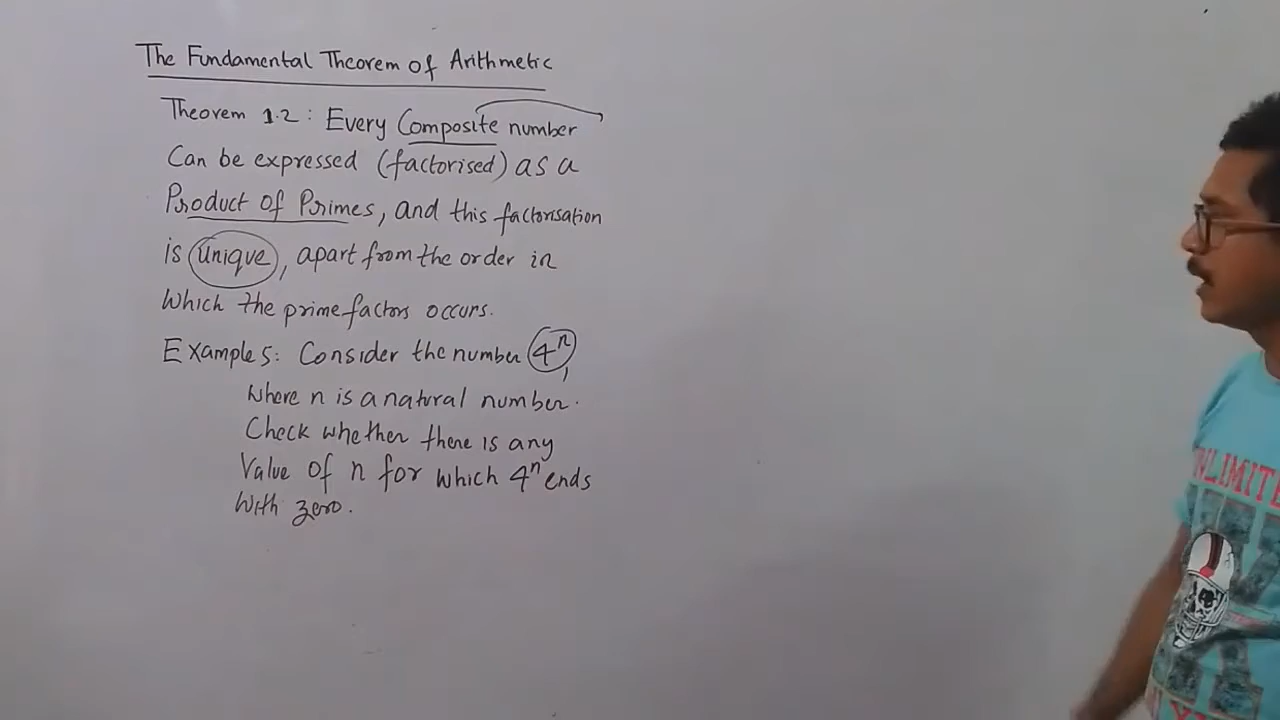 The Fundamental Theorem of Arithmetic
Theorem 1.2 : Every Composite number
Can be expressed (factorised) as a
Product of Primes, and this factorisation
is unique, apart from the order in
Which the prime factors occurs.
Example 5: Consider the number 4ⁿ,
Where n is a natural number.
Check whether there is any
Value of n for which 4ⁿ ends
With zero.
UNLIMITE